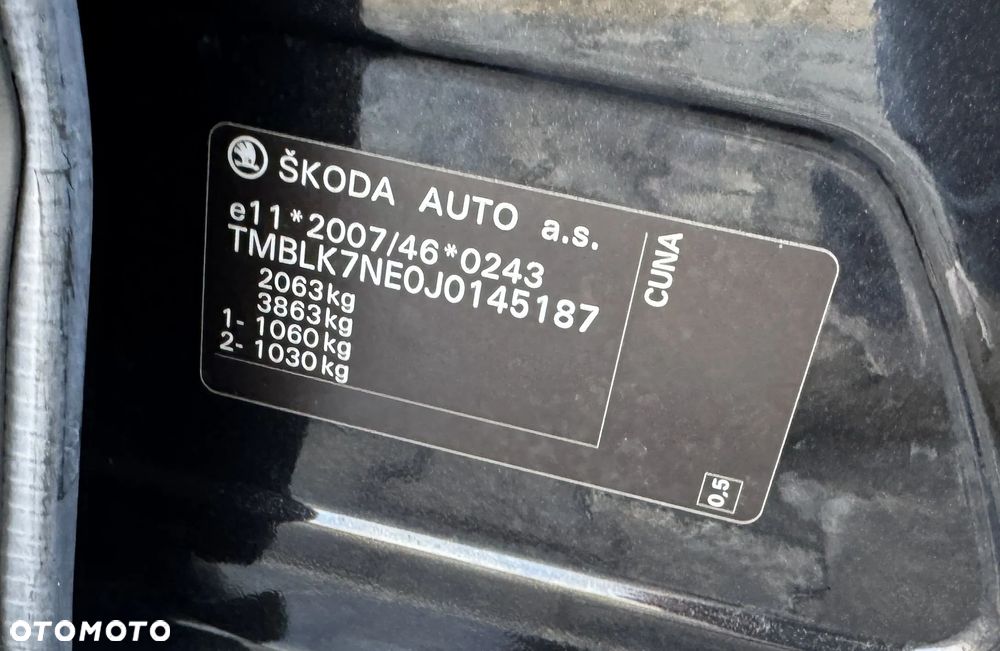 ŠKODA AUTO a.s.
e11*2007/46*0243
TMBLK7NE0J0145187
2063kg
3863kg
1- 1060kg
2- 1030kg
CUNA
0,5
OTOMOTO